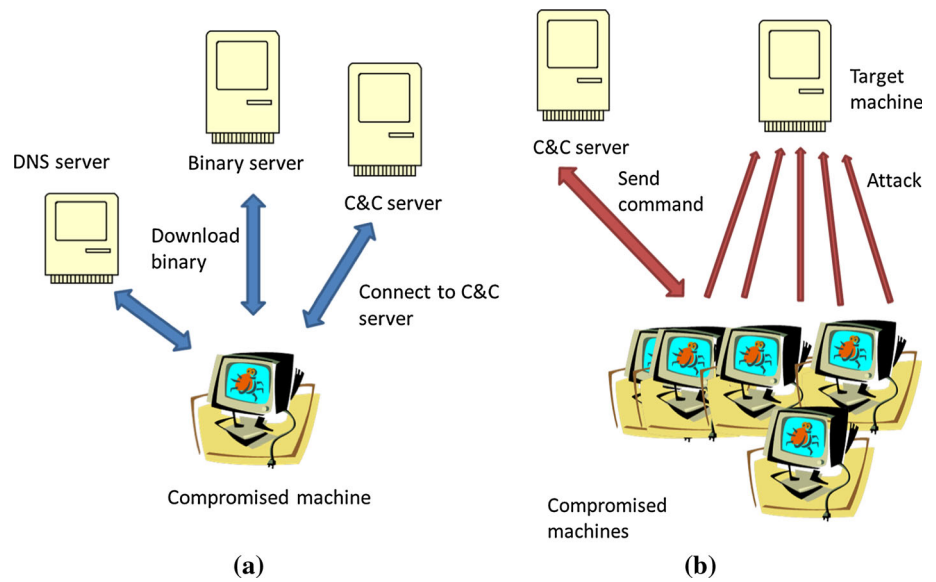 DNS server
Binary server
C&C server
Download
binary
Connect to C&C
server
Compromised machine
(a)
C&C server
Target
machine
Send
command
Attack
Compromised
machines
(b)